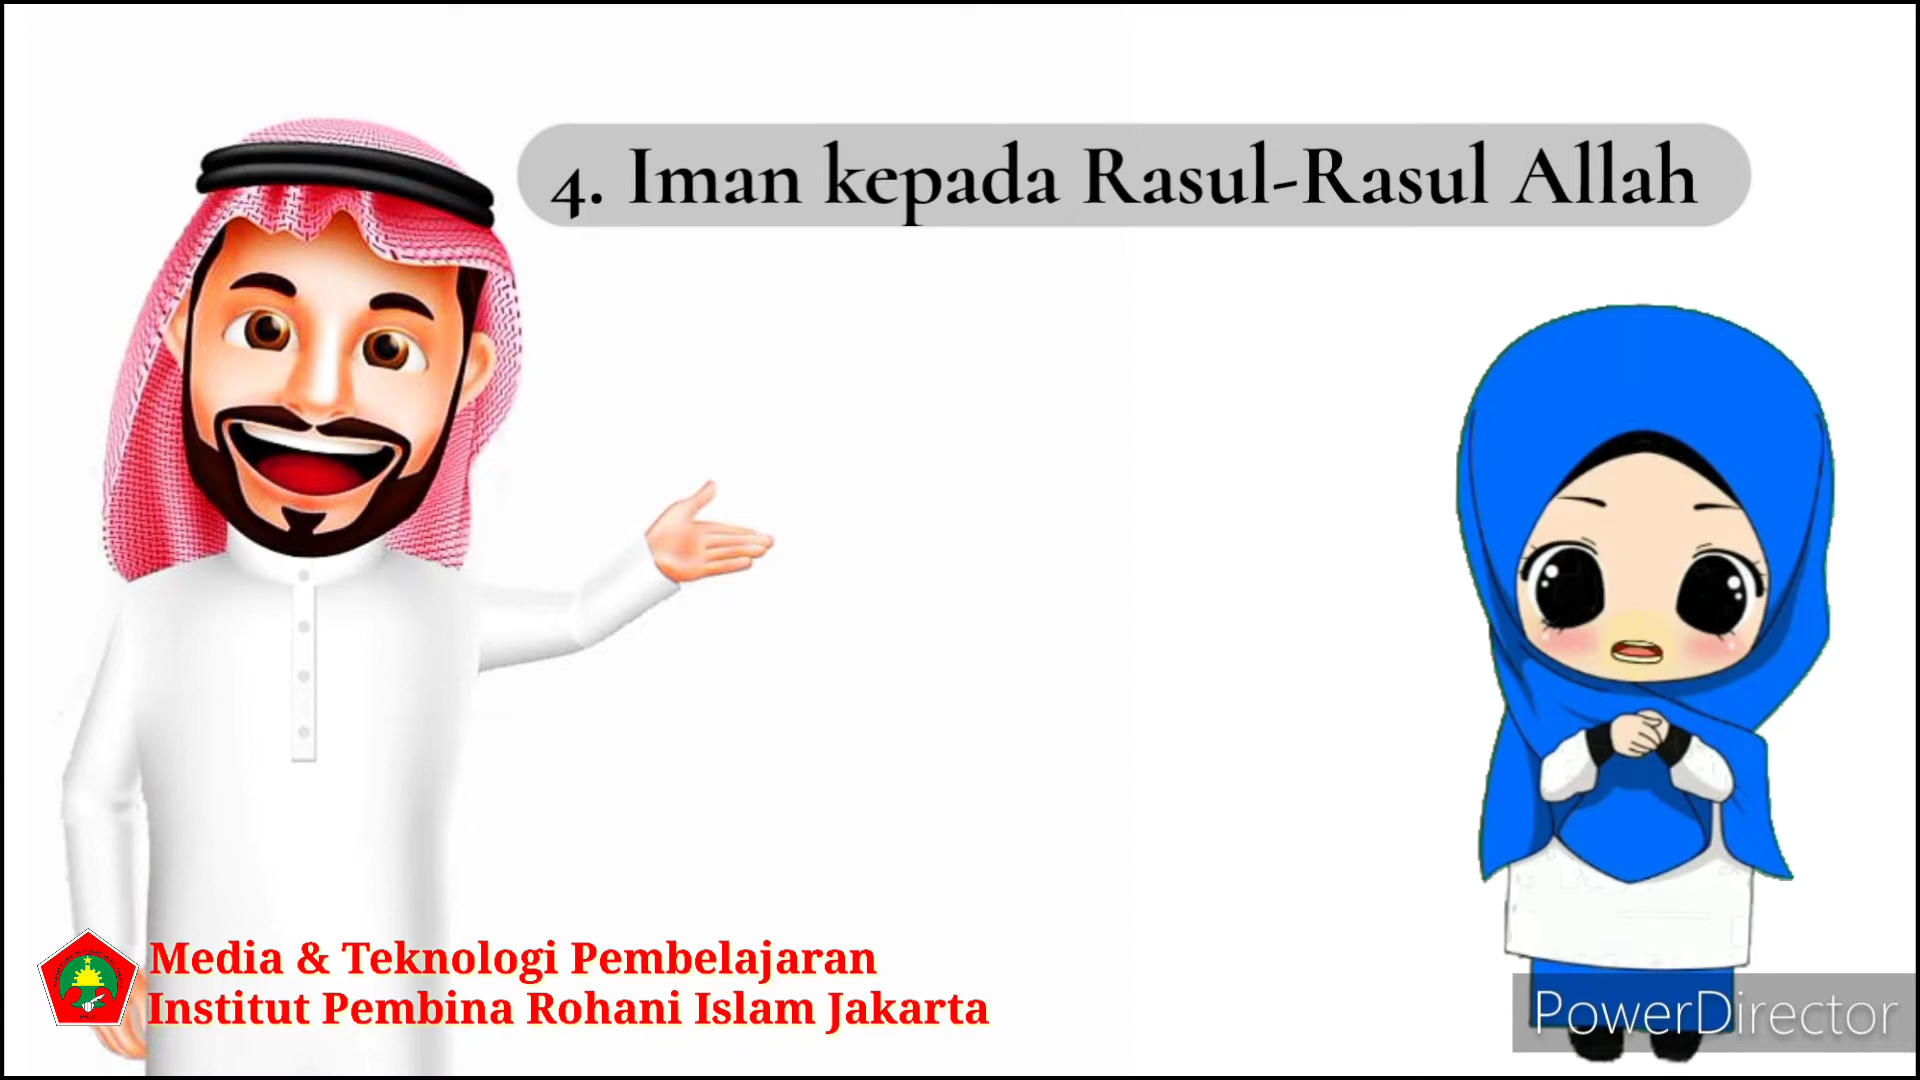 4. Iman kepada Rasul-Rasul Allah
Media & Teknologi Pembelajaran
Institut Pembina Rohani Islam Jakarta
PowerDirector